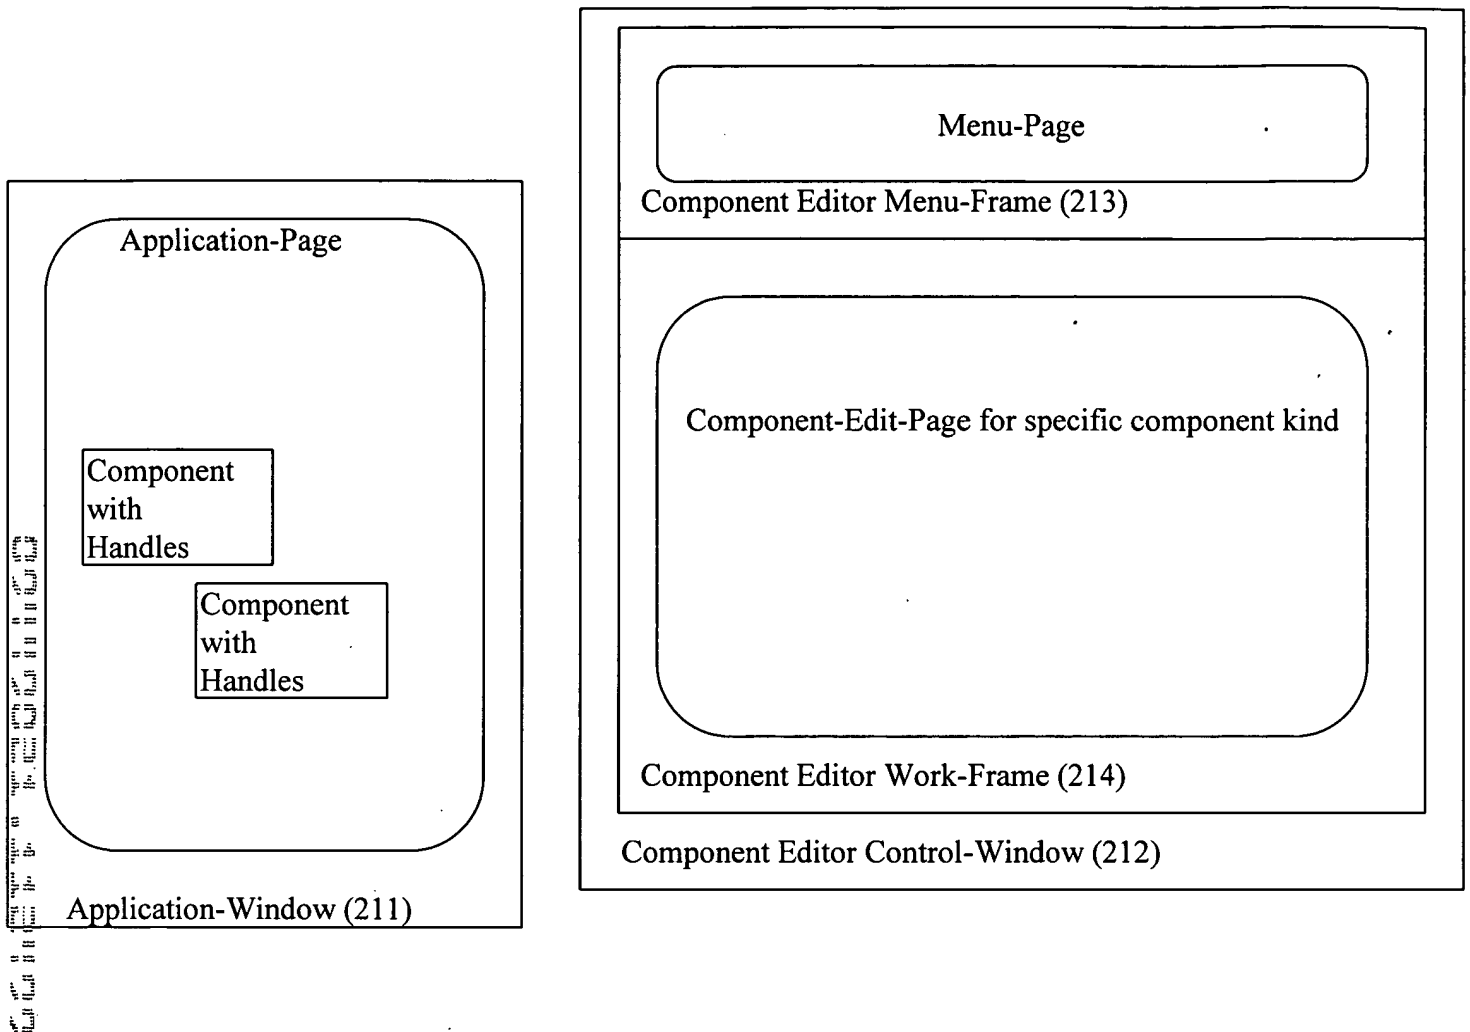 Menu-Page
Component Editor Menu-Frame (213)
Application-Page
Component-Edit-Page for specific component kind
Component
with
Handles
Component
with
Handles
Component Editor Work-Frame (214)
Component Editor Control-Window (212)
Application-Window (211)